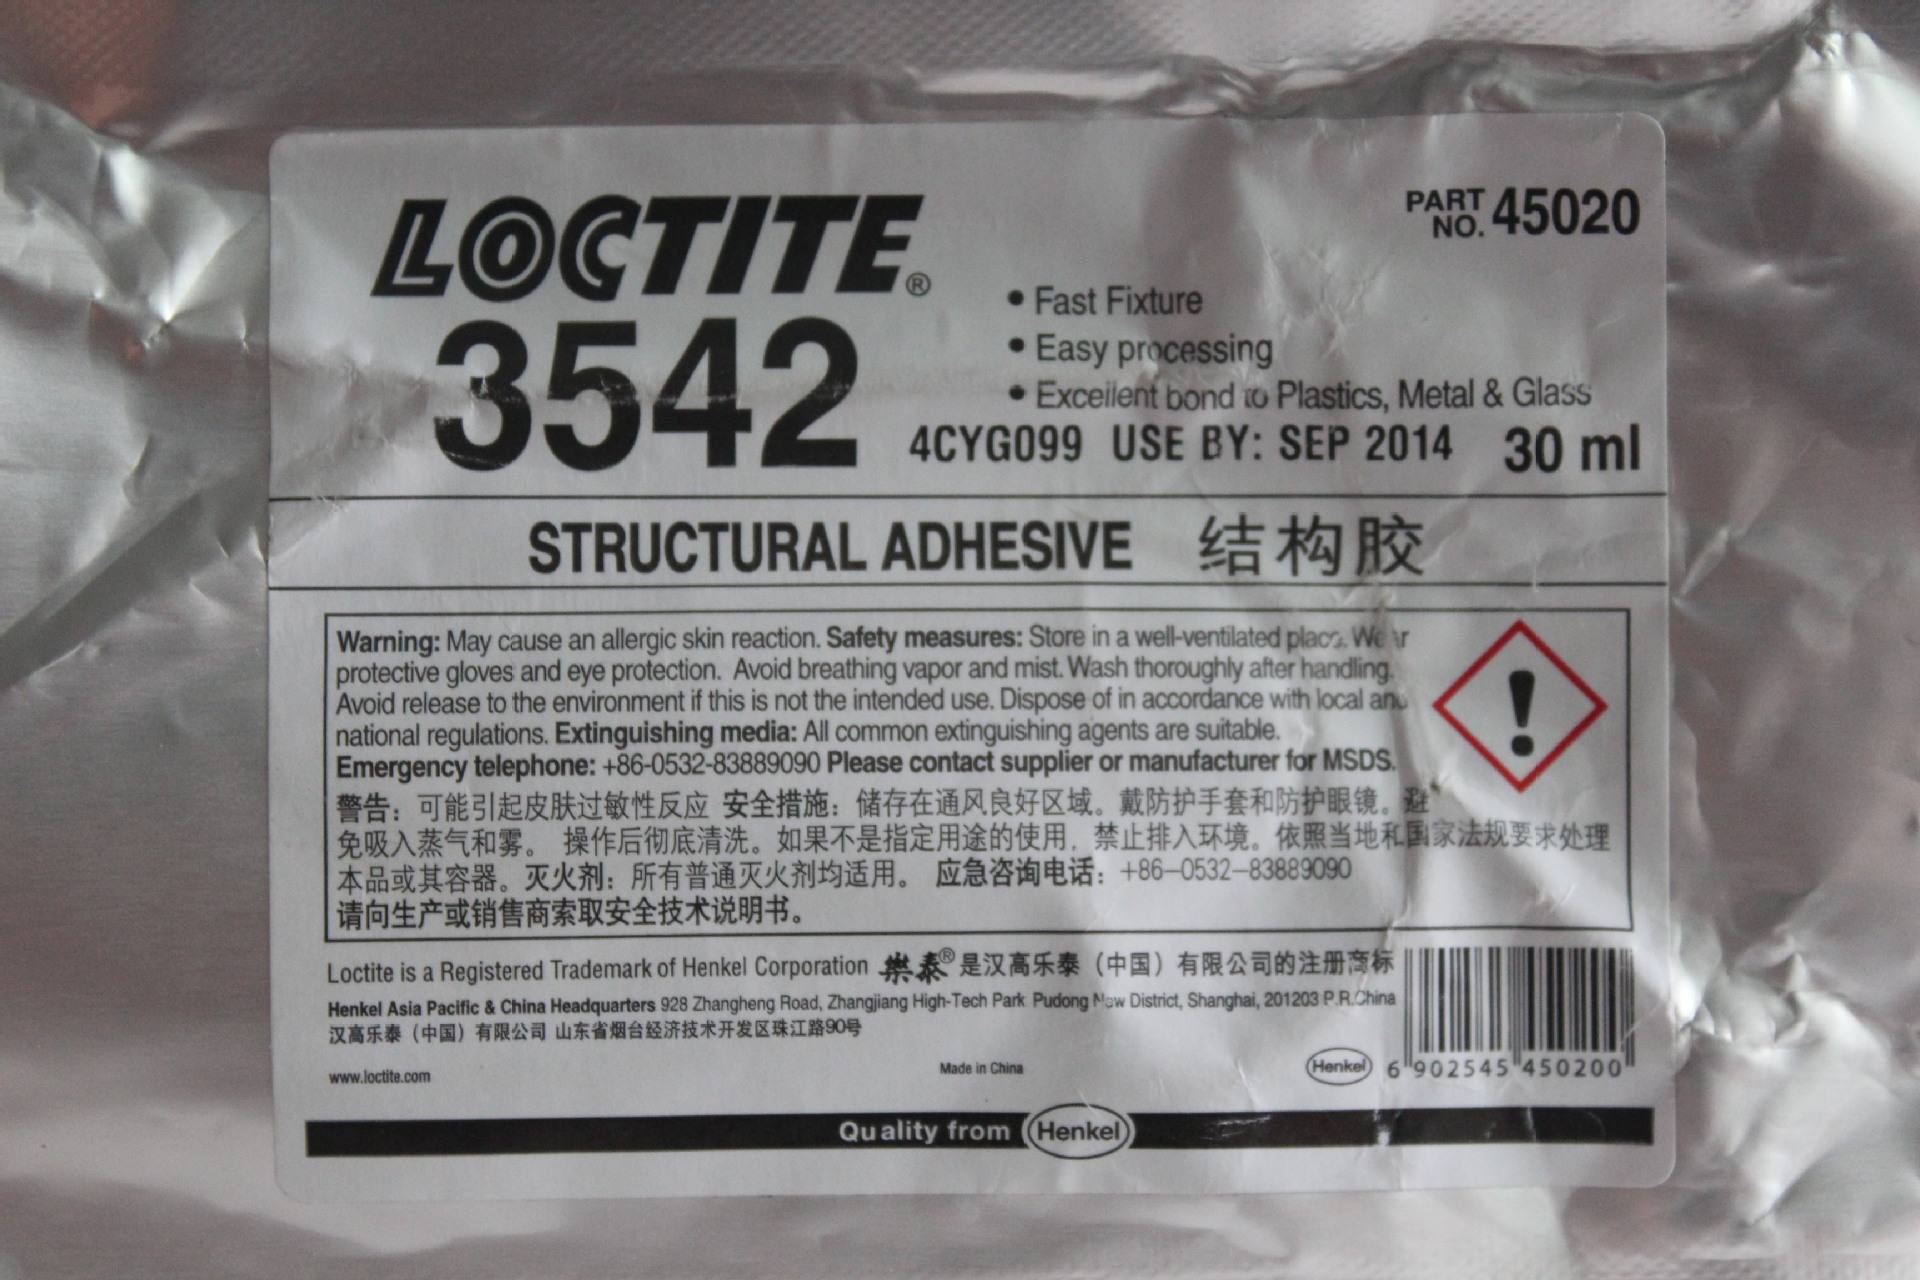 LOCTITE®
3542
PART NO. 45020
• Fast Fixture
• Easy processing
• Excellent bond to Plastics, Metal & Glass
4CYG099 USE BY: SEP 2014 30 ml
STRUCTURAL ADHESIVE 结构胶
Warning: May cause an allergic skin reaction. Safety measures: Store in a well-ventilated place. Wear
protective gloves and eye protection. Avoid breathing vapor and mist. Wash thoroughly after handling.
Avoid release to the environment if this is not the intended use. Dispose of in accordance with local and
national regulations. Extinguishing media: All common extinguishing agents are suitable.
Emergency telephone: +86-0532-83889090 Please contact supplier or manufacturer for MSDS.
警告：可能引起皮肤过敏性反应 安全措施：储存在通风良好区域。戴防护手套和防护眼镜。避
免吸入蒸气和雾。 操作后彻底清洗。如果不是指定用途的使用，禁止排入环境。依照当地和国家法规要求处理
本品或其容器。灭火剂：所有普通灭火剂均适用。 应急咨询电话：+86-0532-83889090
请向生产或销售商索取安全技术说明书。
Loctite is a Registered Trademark of Henkel Corporation 樂泰®是汉高乐泰（中国）有限公司的注册商标
Henkel Asia Pacific & China Headquarters 928 Zhangheng Road, Zhangjiang High-Tech Park Pudong New District, Shanghai, 201203 P.R.China
汉高乐泰（中国）有限公司 山东省烟台经济技术开发区珠江路90号
www.loctite.com
Made in China
Henkel
6 902545 450200
Quality from Henkel